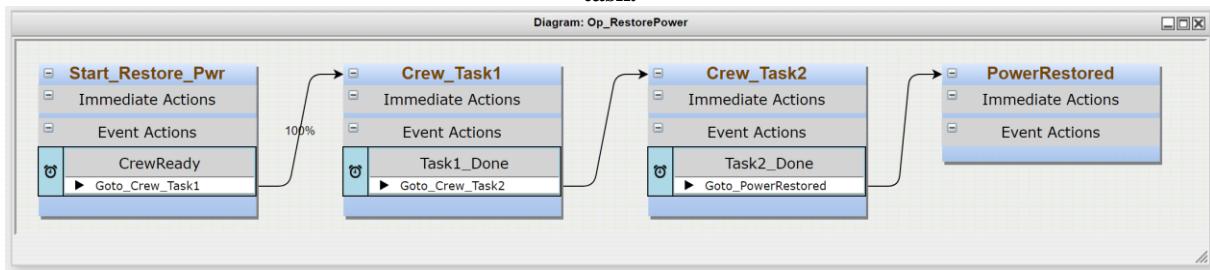 Diagram: Op_RestorePower
Start_Restore_Pwr
Immediate Actions
Event Actions
CrewReady
Goto_Crew_Task1
100%
Crew_Task1
Immediate Actions
Event Actions
Task1_Done
Goto_Crew_Task2
Crew_Task2
Immediate Actions
Event Actions
Task2_Done
Goto_PowerRestored
PowerRestored
Immediate Actions
Event Actions